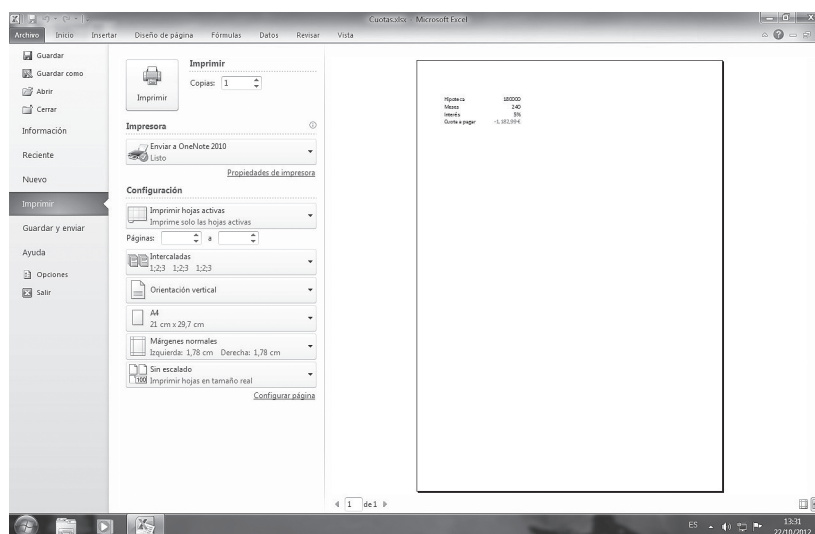 Cuotas.xlsx - Microsoft Excel
Archivo Inicio Insertar Diseño de página Fórmulas Datos Revisar Vista
Guardar
Guardar como
Abrir
Cerrar
Información
Reciente
Nuevo
Imprimir
Guardar y enviar
Ayuda
Opciones
Salir
Imprimir
Imprimir
Copias: 1
Impresora
Enviar a OneNote 2010
Listo
Propiedades de impresora
Configuración
Imprimir hojas activas
Imprime solo las hojas activas
Páginas: a
Intercaladas
1;2;3 1;2;3 1;2;3
Orientación vertical
A4
21 cm x 29,7 cm
Márgenes normales
Izquierda: 1,78 cm Derecha: 1,78 cm
Sin escalado
100 Imprimir hojas en tamaño real
Configurar página
Hipoteca 180000
Meses 240
Interés 5%
Cuota a pagar -1.182,99 €
1 de 1
ES
13:31
22/10/2012